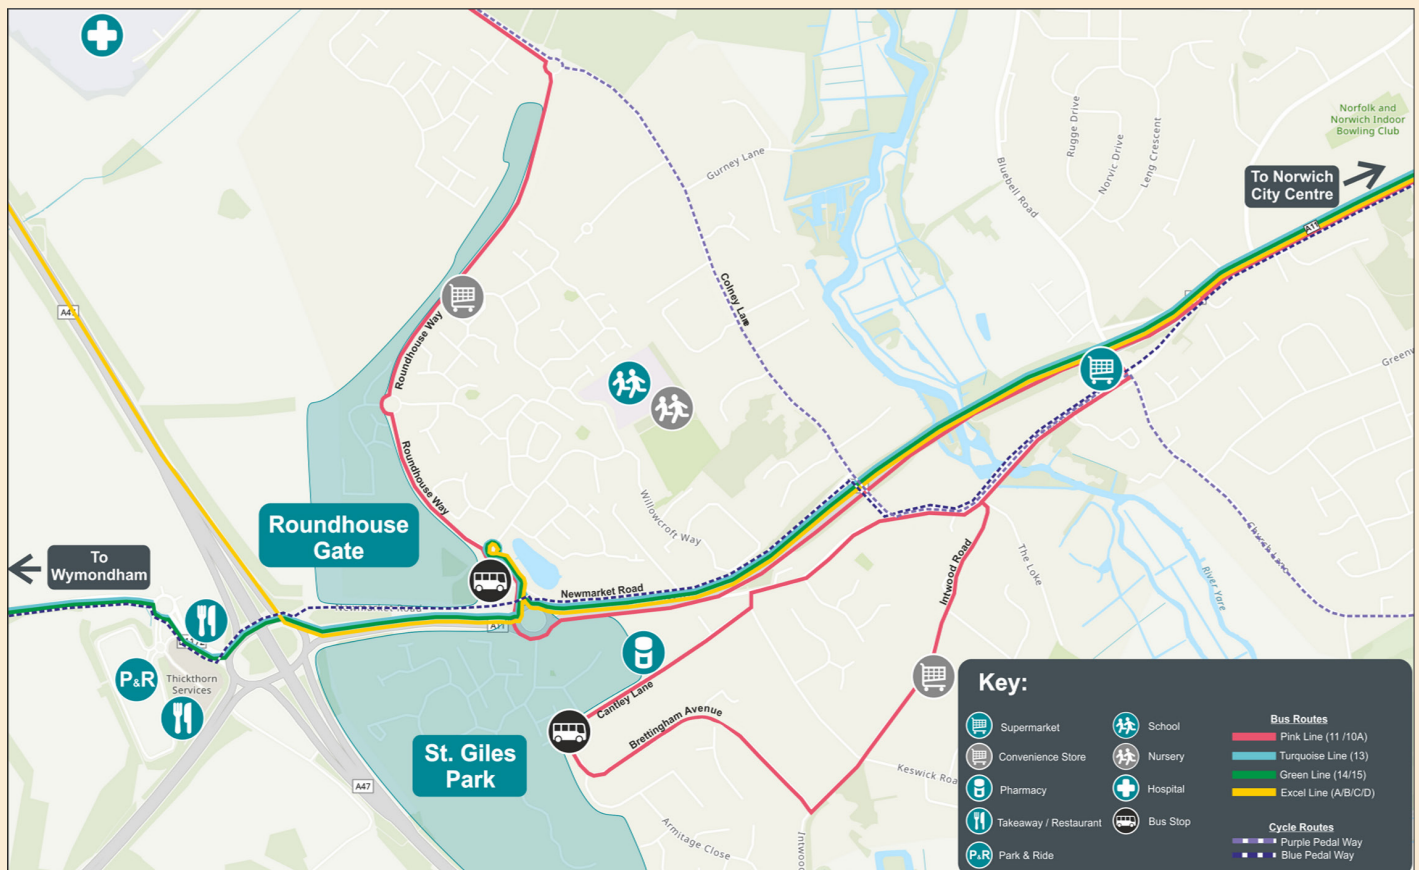 Norfolk and
Norwich Indoor
Bowling Club
To Norwich
City Centre
A11
Rugge Drive
Norvic Drive
Leng Crescent
Bluebell Road
Gurney Lane
Colney Lane
A47
Roundhouse Way
Roundhouse Way
Willowcroft Way
Roundhouse
Gate
To
Wymondham
Newmarket Road
A11
P&R
Thickthorn
Services
St. Giles
Park
Cantley Lane
Brettingham Avenue
Intwood Road
The Loke
River Yare
A47
Armitage Close
Keswick Roa
Intwoo
Key:
Supermarket
Convenience Store
Pharmacy
Takeaway / Restaurant
P&R Park & Ride
School
Nursery
Hospital
Bus Stop
Bus Routes
Pink Line (11 /10A)
Turquoise Line (13)
Green Line (14/15)
Excel Line (A/B/C/D)
Cycle Routes
Purple Pedal Way
Blue Pedal Way